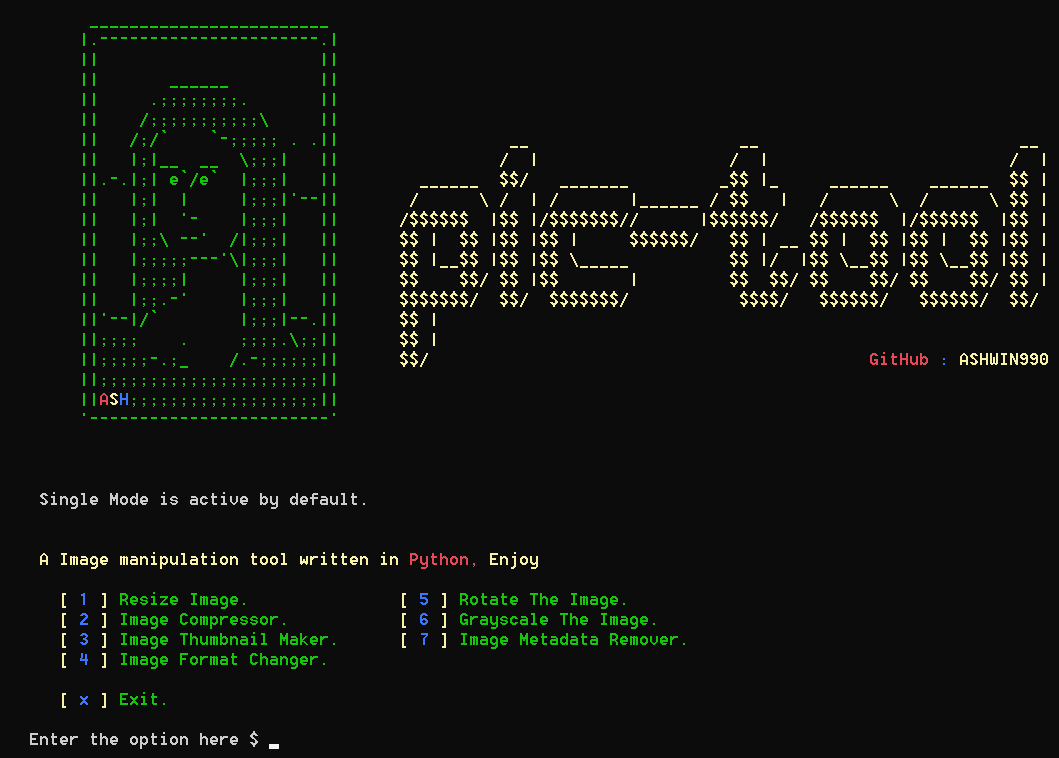 pic-tool
GitHub : ASHWIN990
ASH
Single Mode is active by default.
A Image manipulation tool written in Python, Enjoy
[ 1 ] Resize Image. [ 5 ] Rotate The Image.
[ 2 ] Image Compressor. [ 6 ] Grayscale The Image.
[ 3 ] Image Thumbnail Maker. [ 7 ] Image Metadata Remover.
[ 4 ] Image Format Changer.
[ x ] Exit.
Enter the option here $